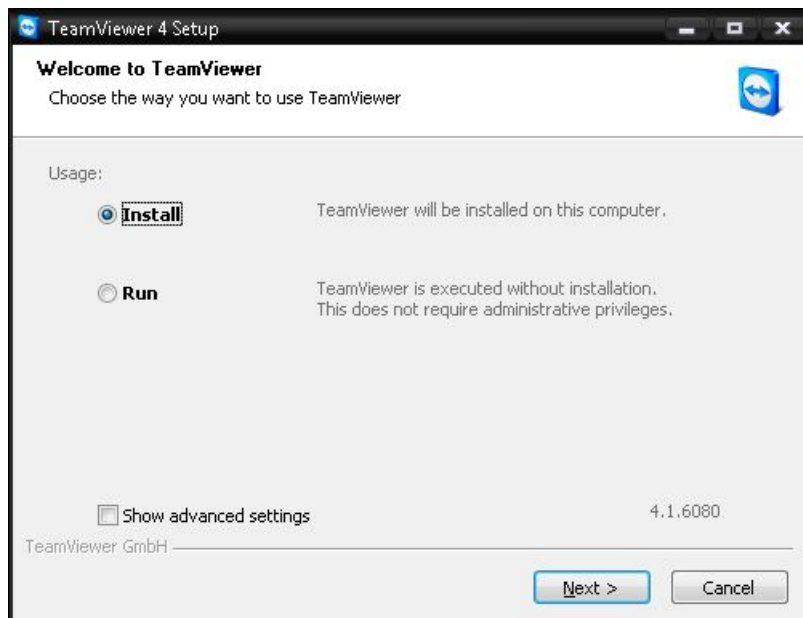 TeamViewer 4 Setup
Welcome to TeamViewer
Choose the way you want to use TeamViewer
Usage:
Install TeamViewer will be installed on this computer.
Run TeamViewer is executed without installation.
This does not require administrative privileges.
Show advanced settings 4.1.6080
TeamViewer GmbH
Next > Cancel